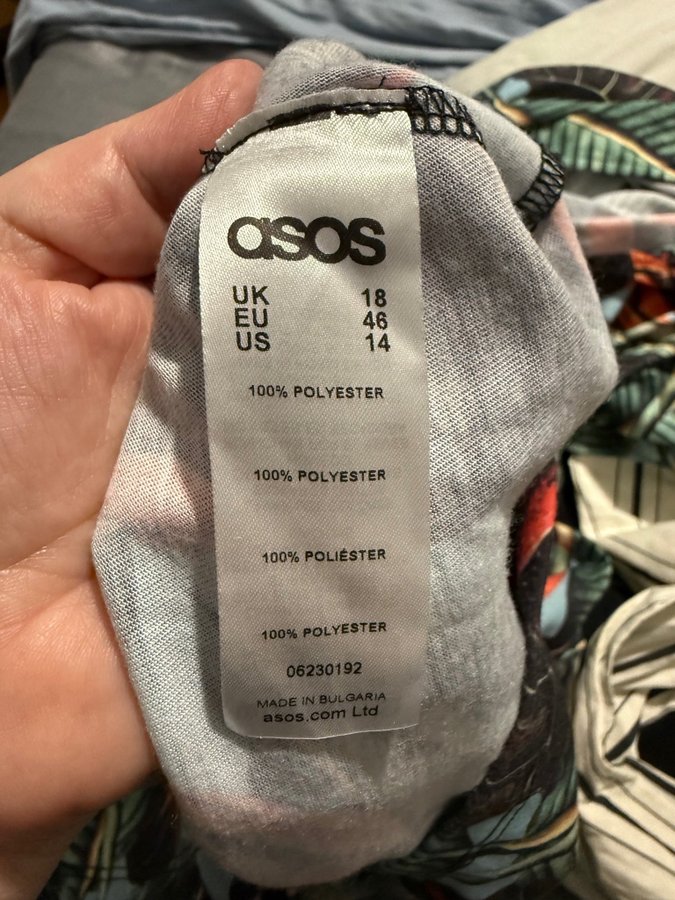 asos
UK 18
EU 46
US 14
100% POLYESTER
100% POLYESTER
100% POLIÉSTER
100% POLYESTER
06230192
MADE IN BULGARIA
asos.com Ltd